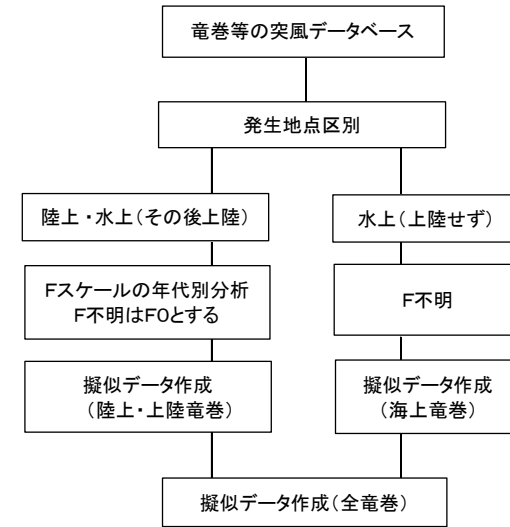 竜巻等の突風データベース
発生地点区別
陸上・水上(その後上陸)
水上(上陸せず)
Fスケールの年代別分析
F不明はF0とする
F不明
擬似データ作成
(陸上・上陸竜巻)
擬似データ作成
(海上竜巻)
擬似データ作成(全竜巻)